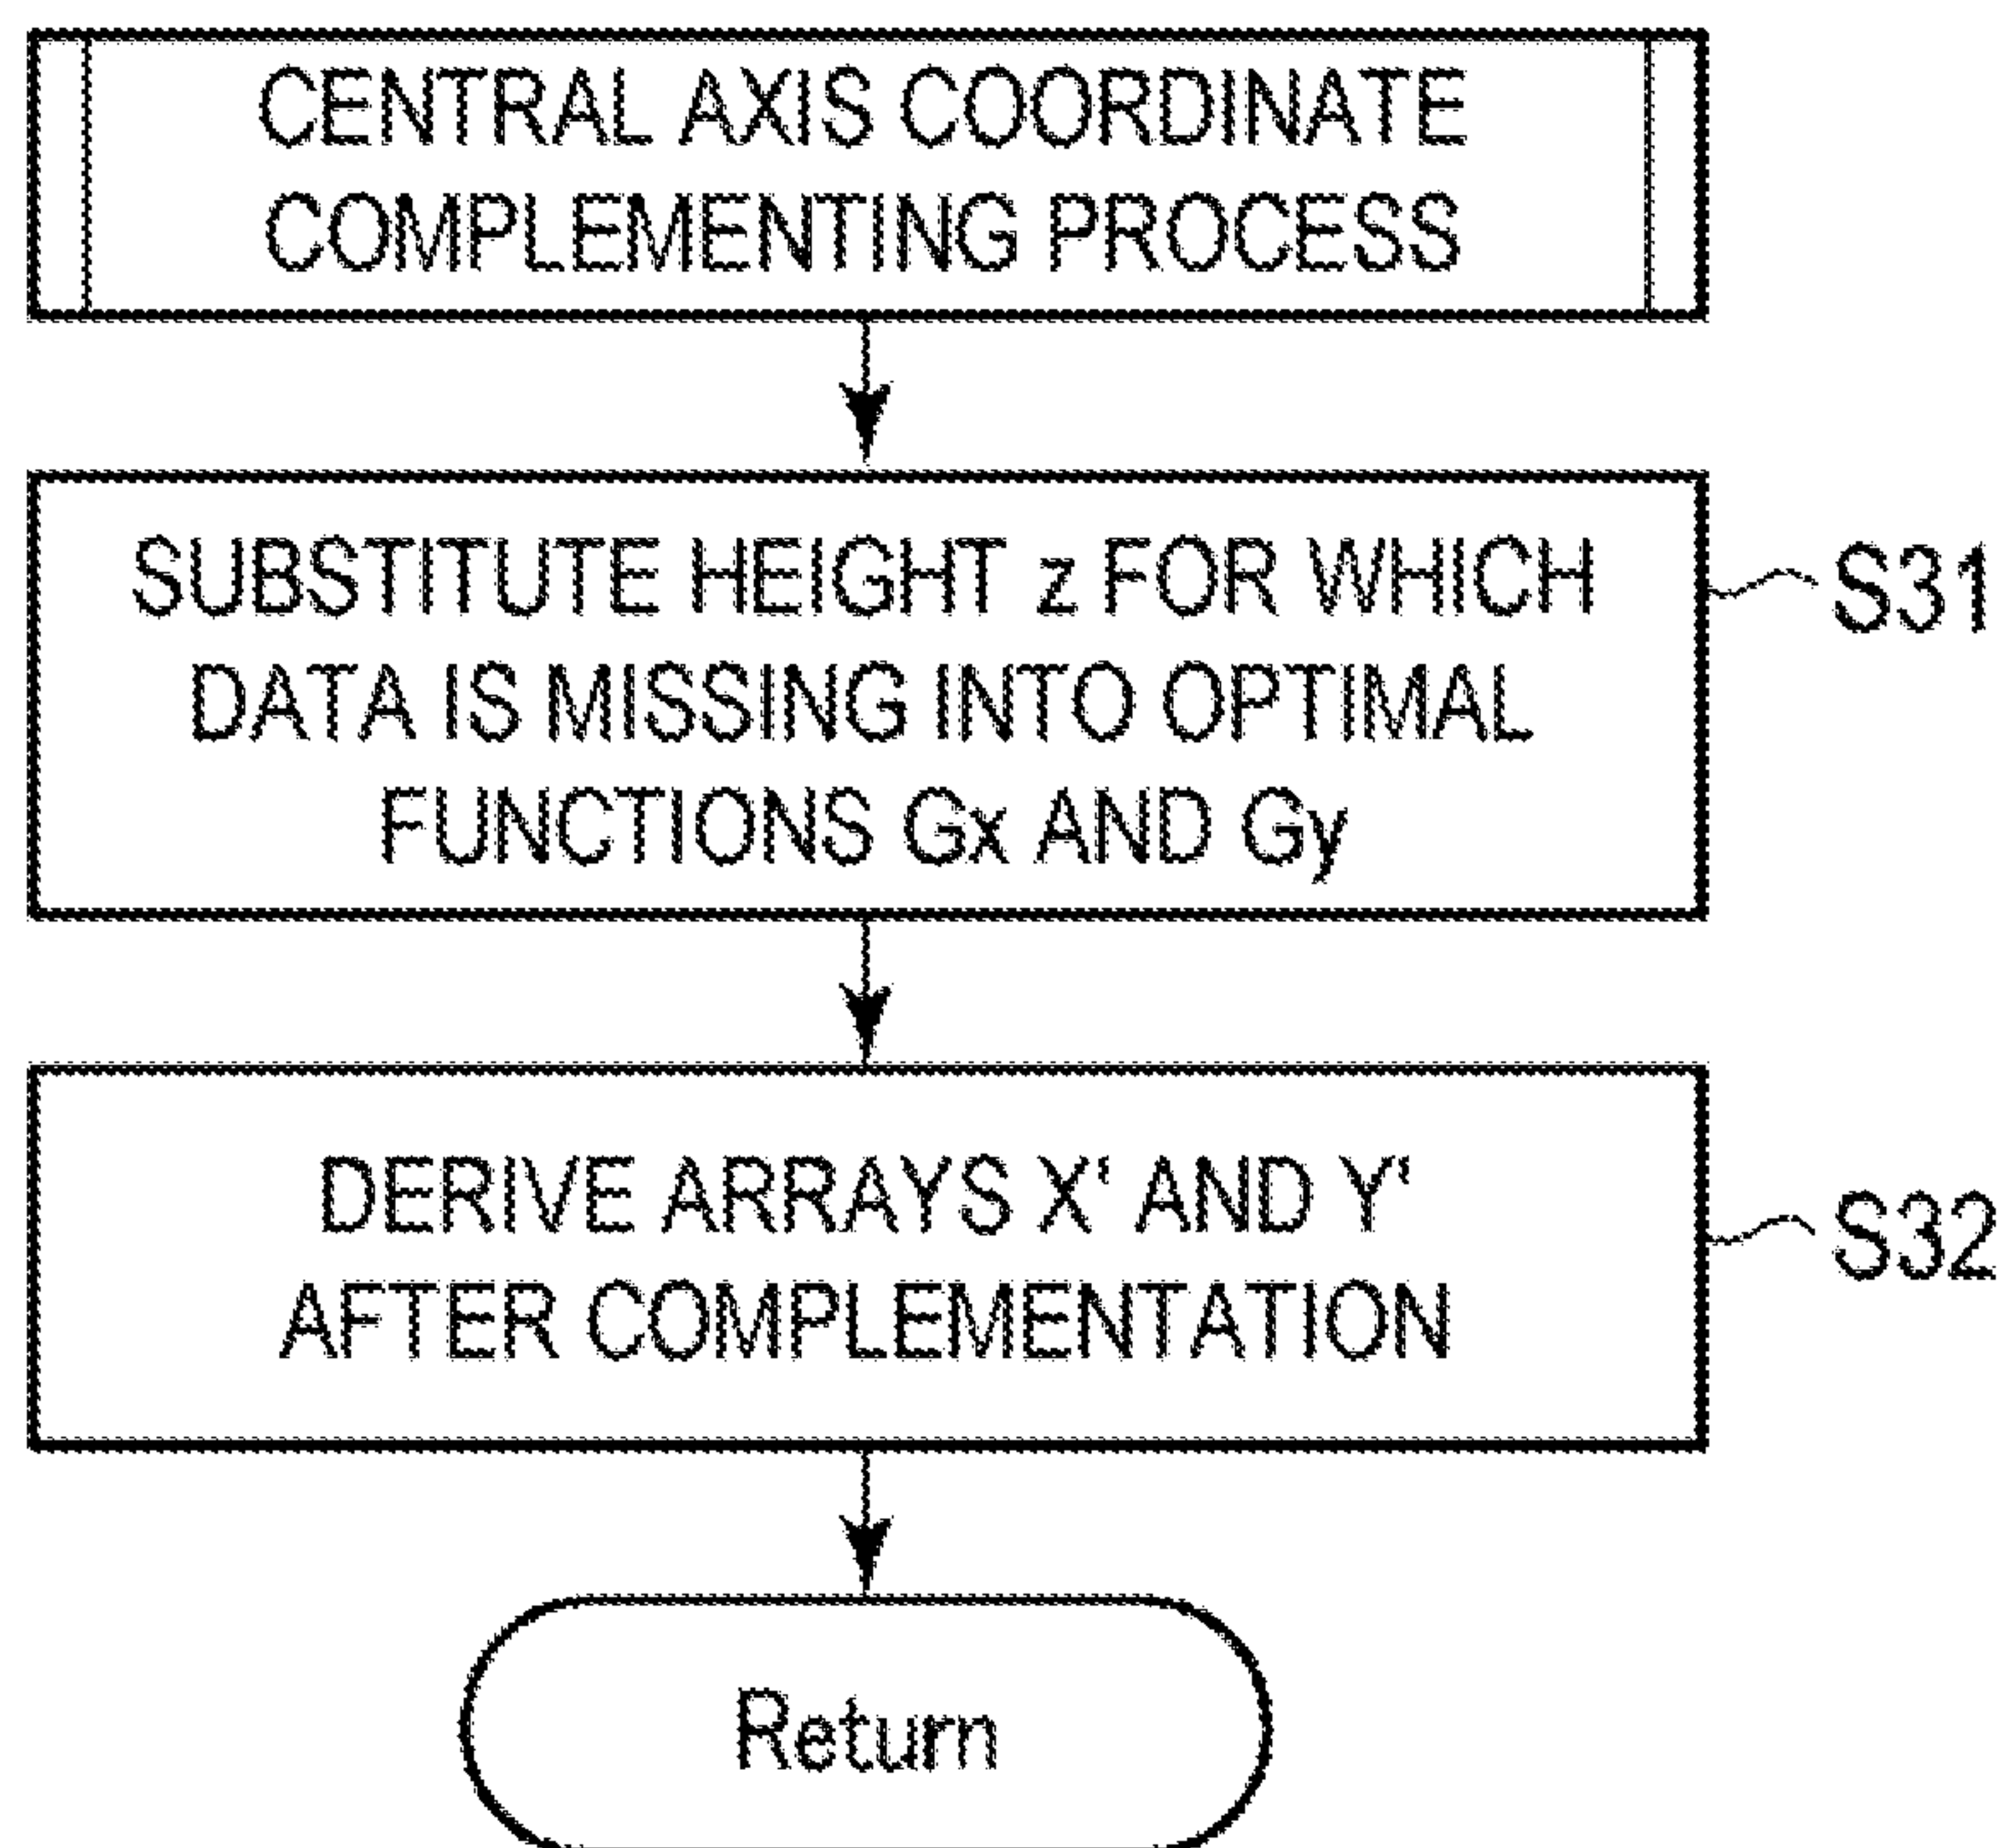 CENTRAL AXIS COORDINATE
COMPLEMENTING PROCESS
SUBSTITUTE HEIGHT z FOR WHICH
DATA IS MISSING INTO OPTIMAL
FUNCTIONS Gx AND Gy
S31
DERIVE ARRAYS X‘ AND Y‘
AFTER COMPLEMENTATION
S32
Return